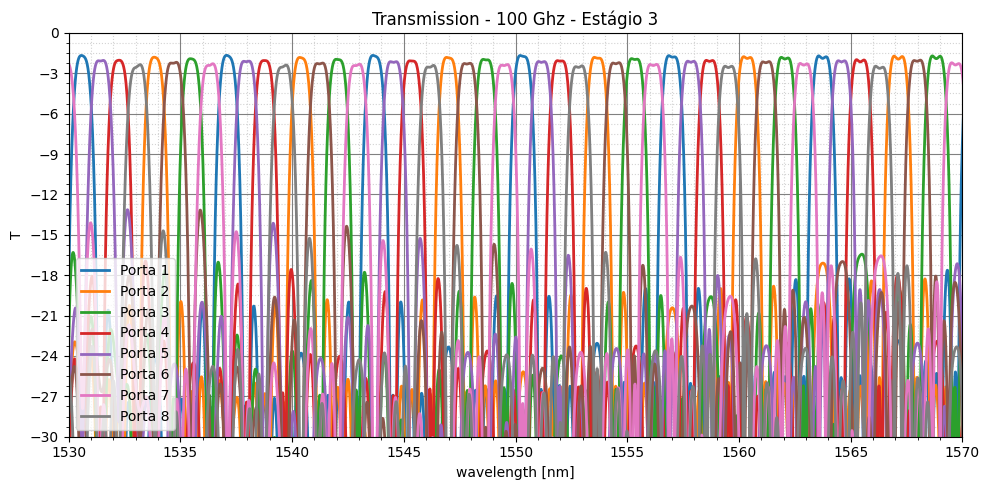 Transmission - 100 Ghz - Estágio 3
0
−3
−6
−9
−12
−15
−18
−21
−24
−27
−30
T
Porta 1
Porta 2
Porta 3
Porta 4
Porta 5
Porta 6
Porta 7
Porta 8
1530 1535 1540 1545 1550 1555 1560 1565 1570
wavelength [nm]